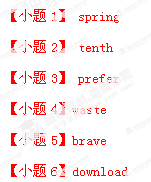 【小题 1】 spring
【小题 2】 tenth
【小题 3】 prefer
【小题 4】waste
【小题 5】brave
【小题 6】download